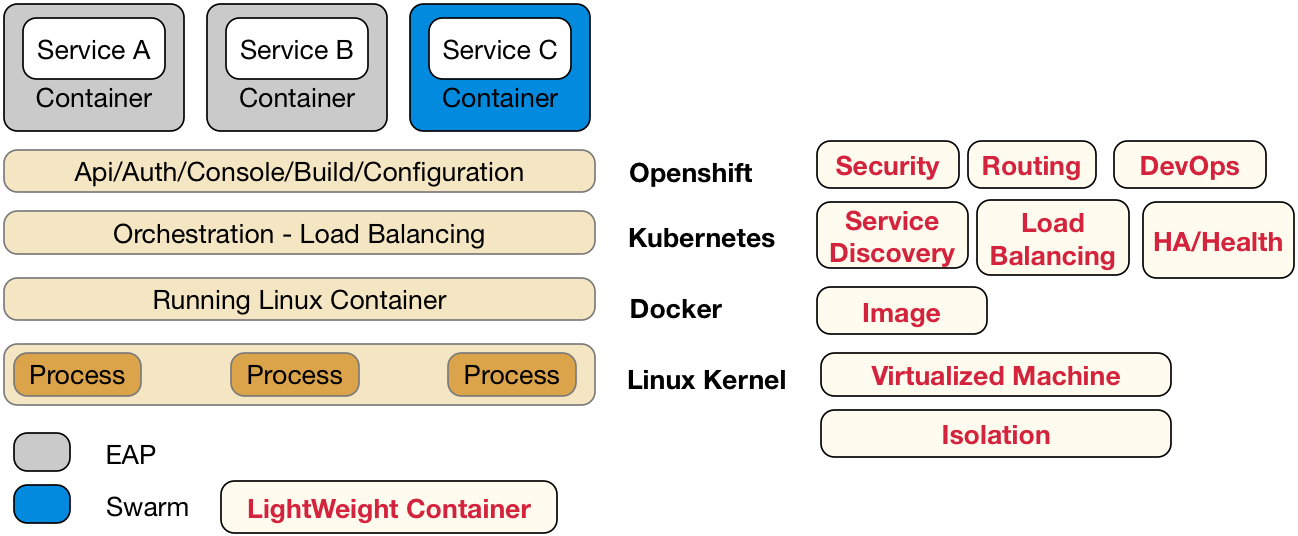 Service A
Container
Service B
Container
Service C
Container
Api/Auth/Console/Build/Configuration
Openshift
Security
Routing
DevOps
Orchestration - Load Balancing
Kubernetes
Service
Discovery
Load
Balancing
HA/Health
Running Linux Container
Docker
Image
Process
Process
Process
Linux Kernel
Virtualized Machine
Isolation
EAP
Swarm
LightWeight Container